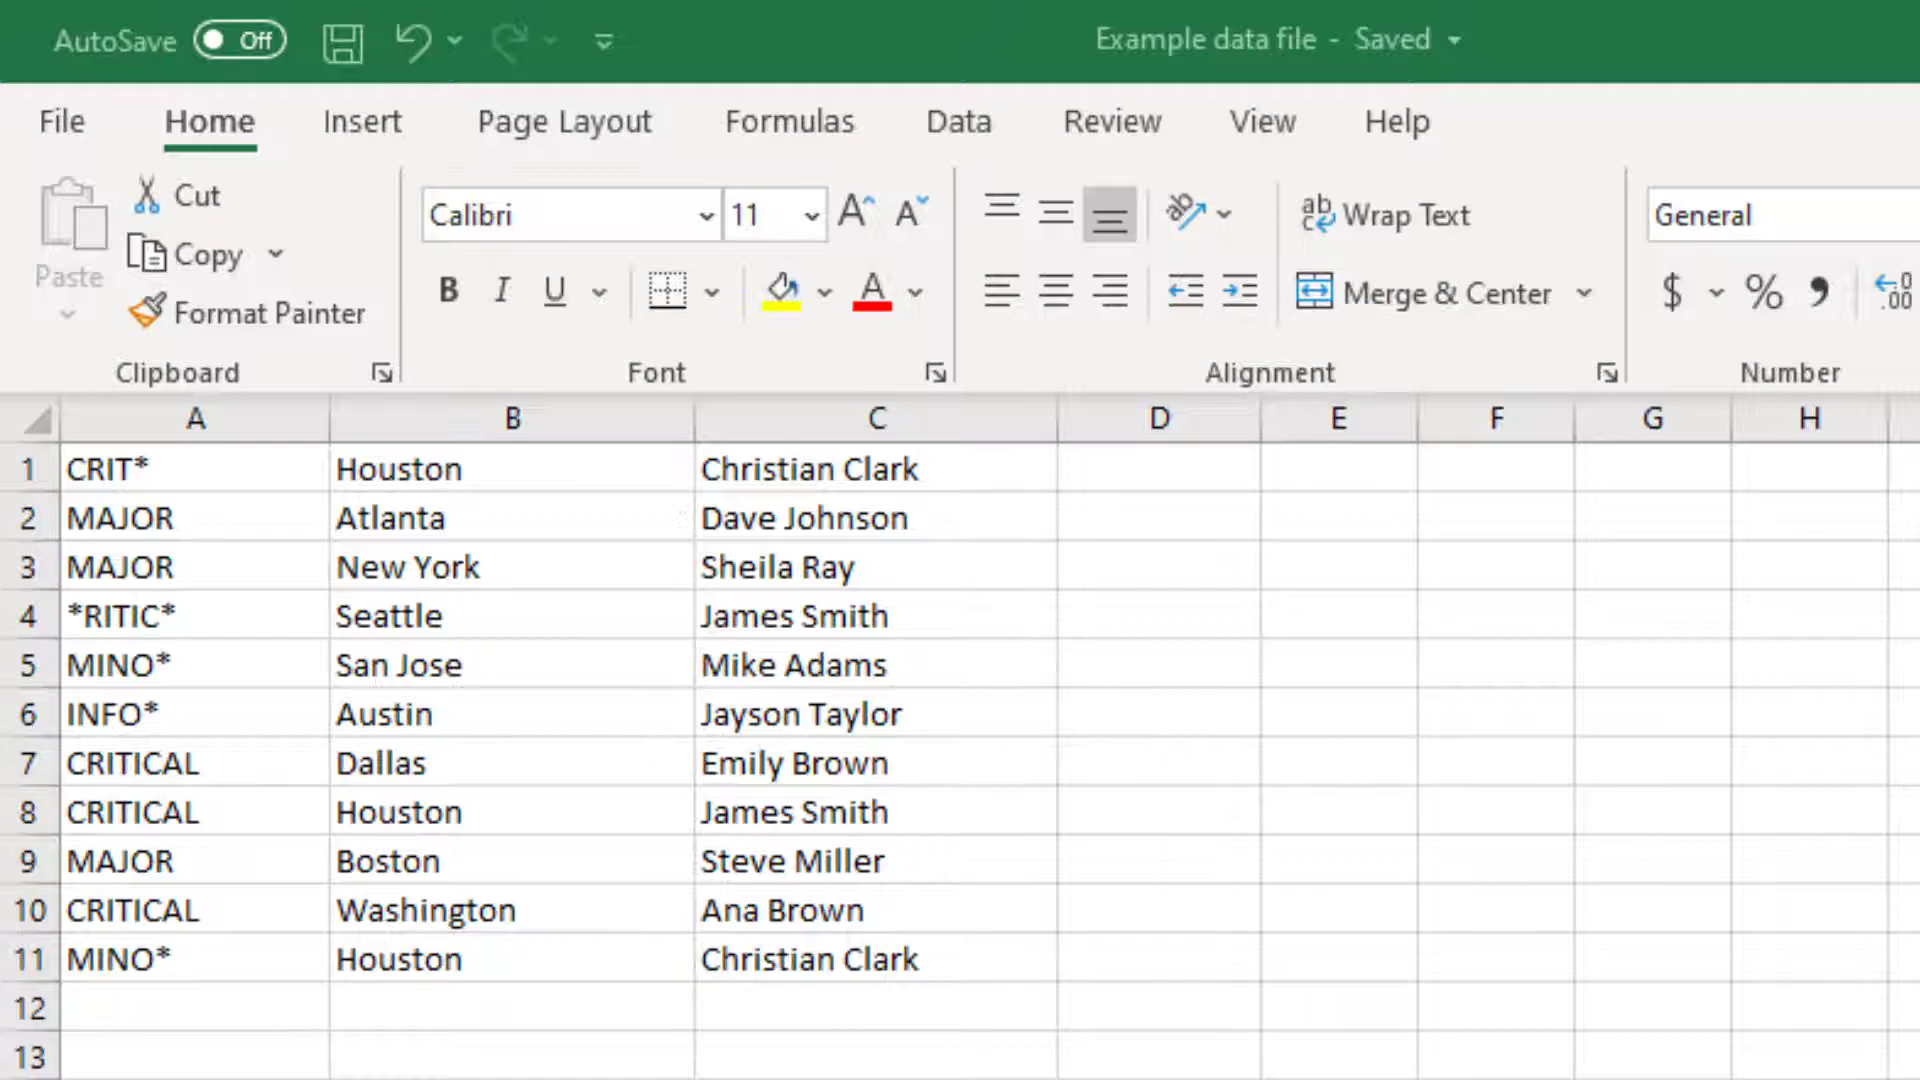 AutoSave Off Example data file - Saved
File Home Insert Page Layout Formulas Data Review View Help
Cut
Copy
Paste
Format Painter
Clipboard
Calibri 11
B I U A
Font
ab Wrap Text
Merge & Center
Alignment
General
$ % , .00
Number
A B C D E F G H
1 CRIT* Houston Christian Clark
2 MAJOR Atlanta Dave Johnson
3 MAJOR New York Sheila Ray
4 *RITIC* Seattle James Smith
5 MINO* San Jose Mike Adams
6 INFO* Austin Jayson Taylor
7 CRITICAL Dallas Emily Brown
8 CRITICAL Houston James Smith
9 MAJOR Boston Steve Miller
10 CRITICAL Washington Ana Brown
11 MINO* Houston Christian Clark
12
13